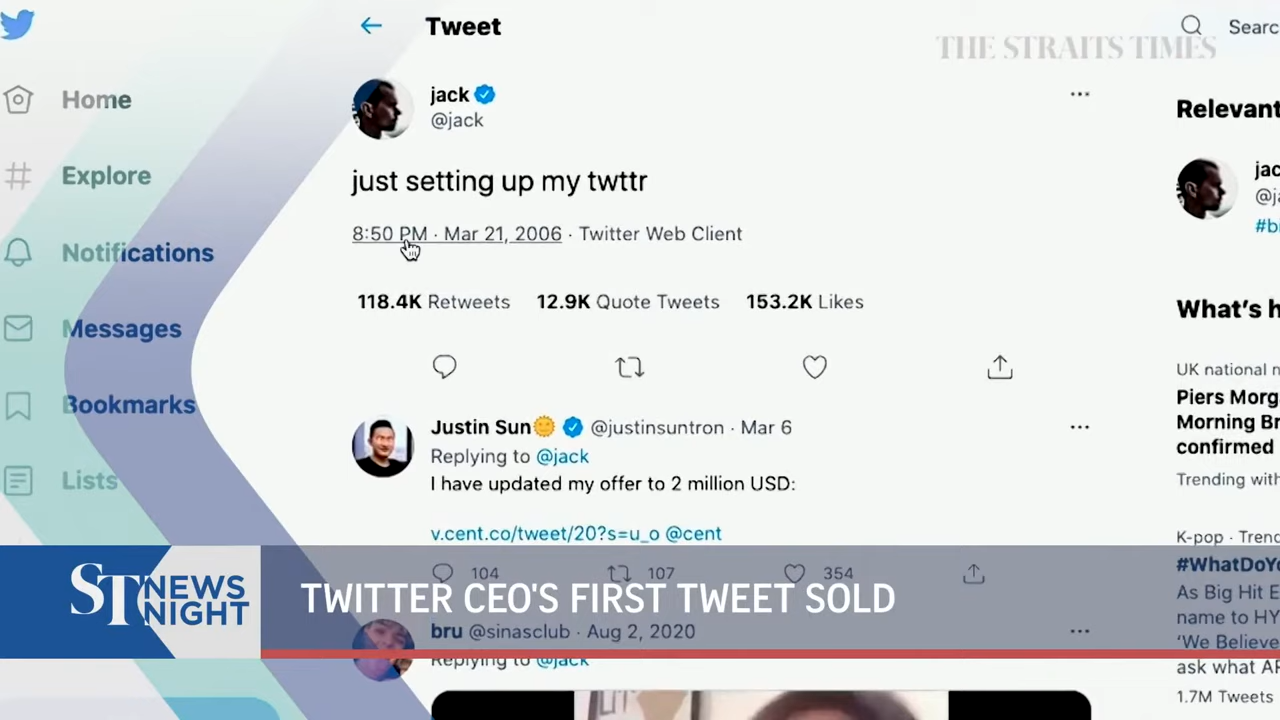 Tweet
Searc
THE STRAITS TIMES
Home
Explore
Notifications
Messages
Bookmarks
Lists
jack
@jack
just setting up my twttr
8:50 PM · Mar 21, 2006 · Twitter Web Client
118.4K Retweets 12.9K Quote Tweets 153.2K Likes
Justin Sun🌞 @justinsuntron · Mar 6
Replying to @jack
I have updated my offer to 2 million USD:
v.cent.co/tweet/20?s=u_o @cent
104 107 354
bru @sinasclub · Aug 2, 2020
Replying to @jack
Relevant
jac
@ja
#bi
What's h
UK national n
Piers Morg
Morning Br
confirmed
Trending with
K-pop · Trend
#WhatDoYo
As Big Hit E
name to HY
'We Believe
ask what AR
1.7M Tweets
ST NEWS
NIGHT
TWITTER CEO'S FIRST TWEET SOLD